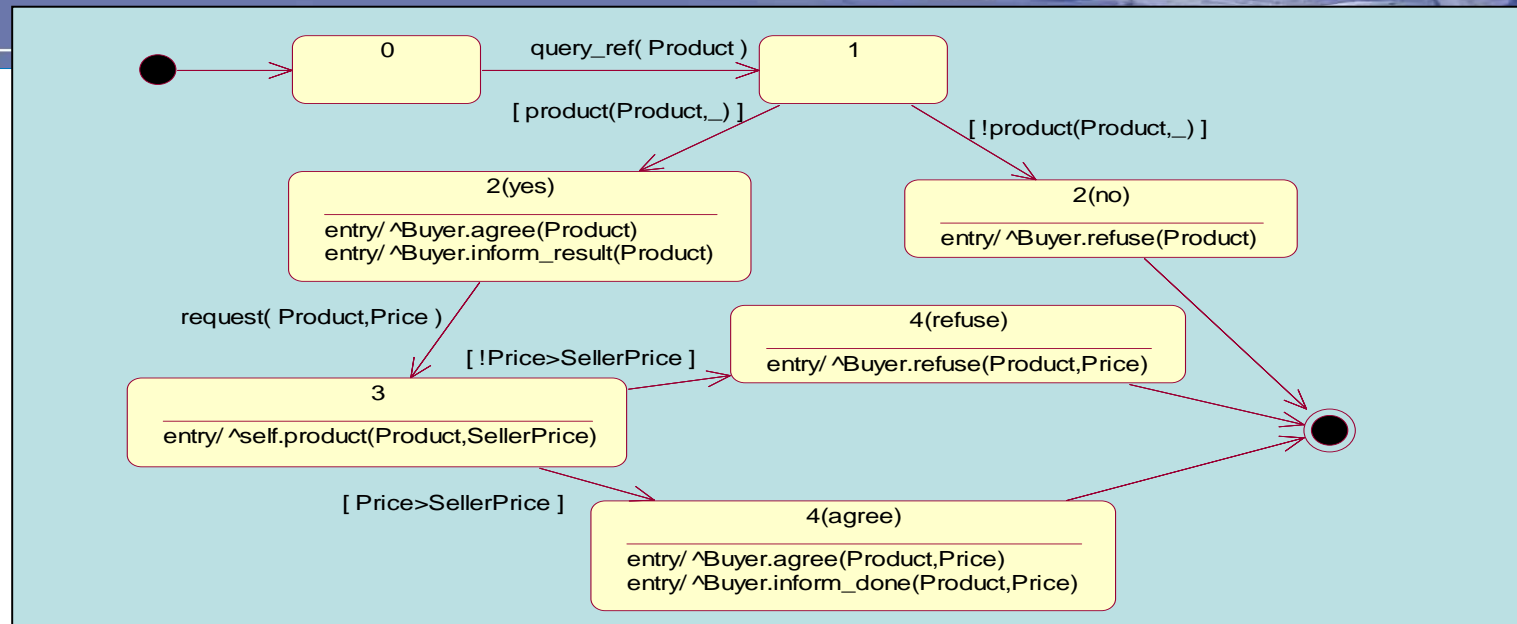 0
query_ref( Product )
1
[ product(Product,_) ]
[ !product(Product,_) ]
2(yes)
entry/ ^Buyer.agree(Product)
entry/ ^Buyer.inform_result(Product)
2(no)
entry/ ^Buyer.refuse(Product)
request( Product,Price )
4(refuse)
entry/ ^Buyer.refuse(Product,Price)
[ !Price>SellerPrice ]
3
entry/ ^self.product(Product,SellerPrice)
[ Price>SellerPrice ]
4(agree)
entry/ ^Buyer.agree(Product,Price)
entry/ ^Buyer.inform_done(Product,Price)